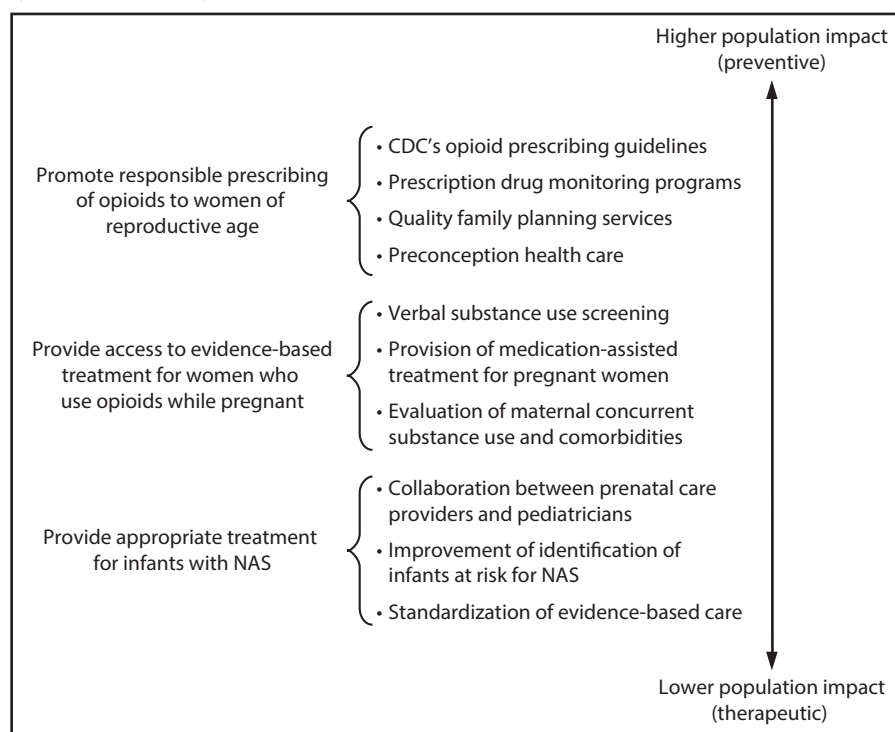 Higher population impact
(preventive)
Promote responsible prescribing
of opioids to women of
reproductive age
• CDC's opioid prescribing guidelines
• Prescription drug monitoring programs
• Quality family planning services
• Preconception health care
Provide access to evidence-based
treatment for women who
use opioids while pregnant
• Verbal substance use screening
• Provision of medication-assisted
treatment for pregnant women
• Evaluation of maternal concurrent
substance use and comorbidities
Provide appropriate treatment
for infants with NAS
• Collaboration between prenatal care
providers and pediatricians
• Improvement of identification of
infants at risk for NAS
• Standardization of evidence-based care
Lower population impact
(therapeutic)